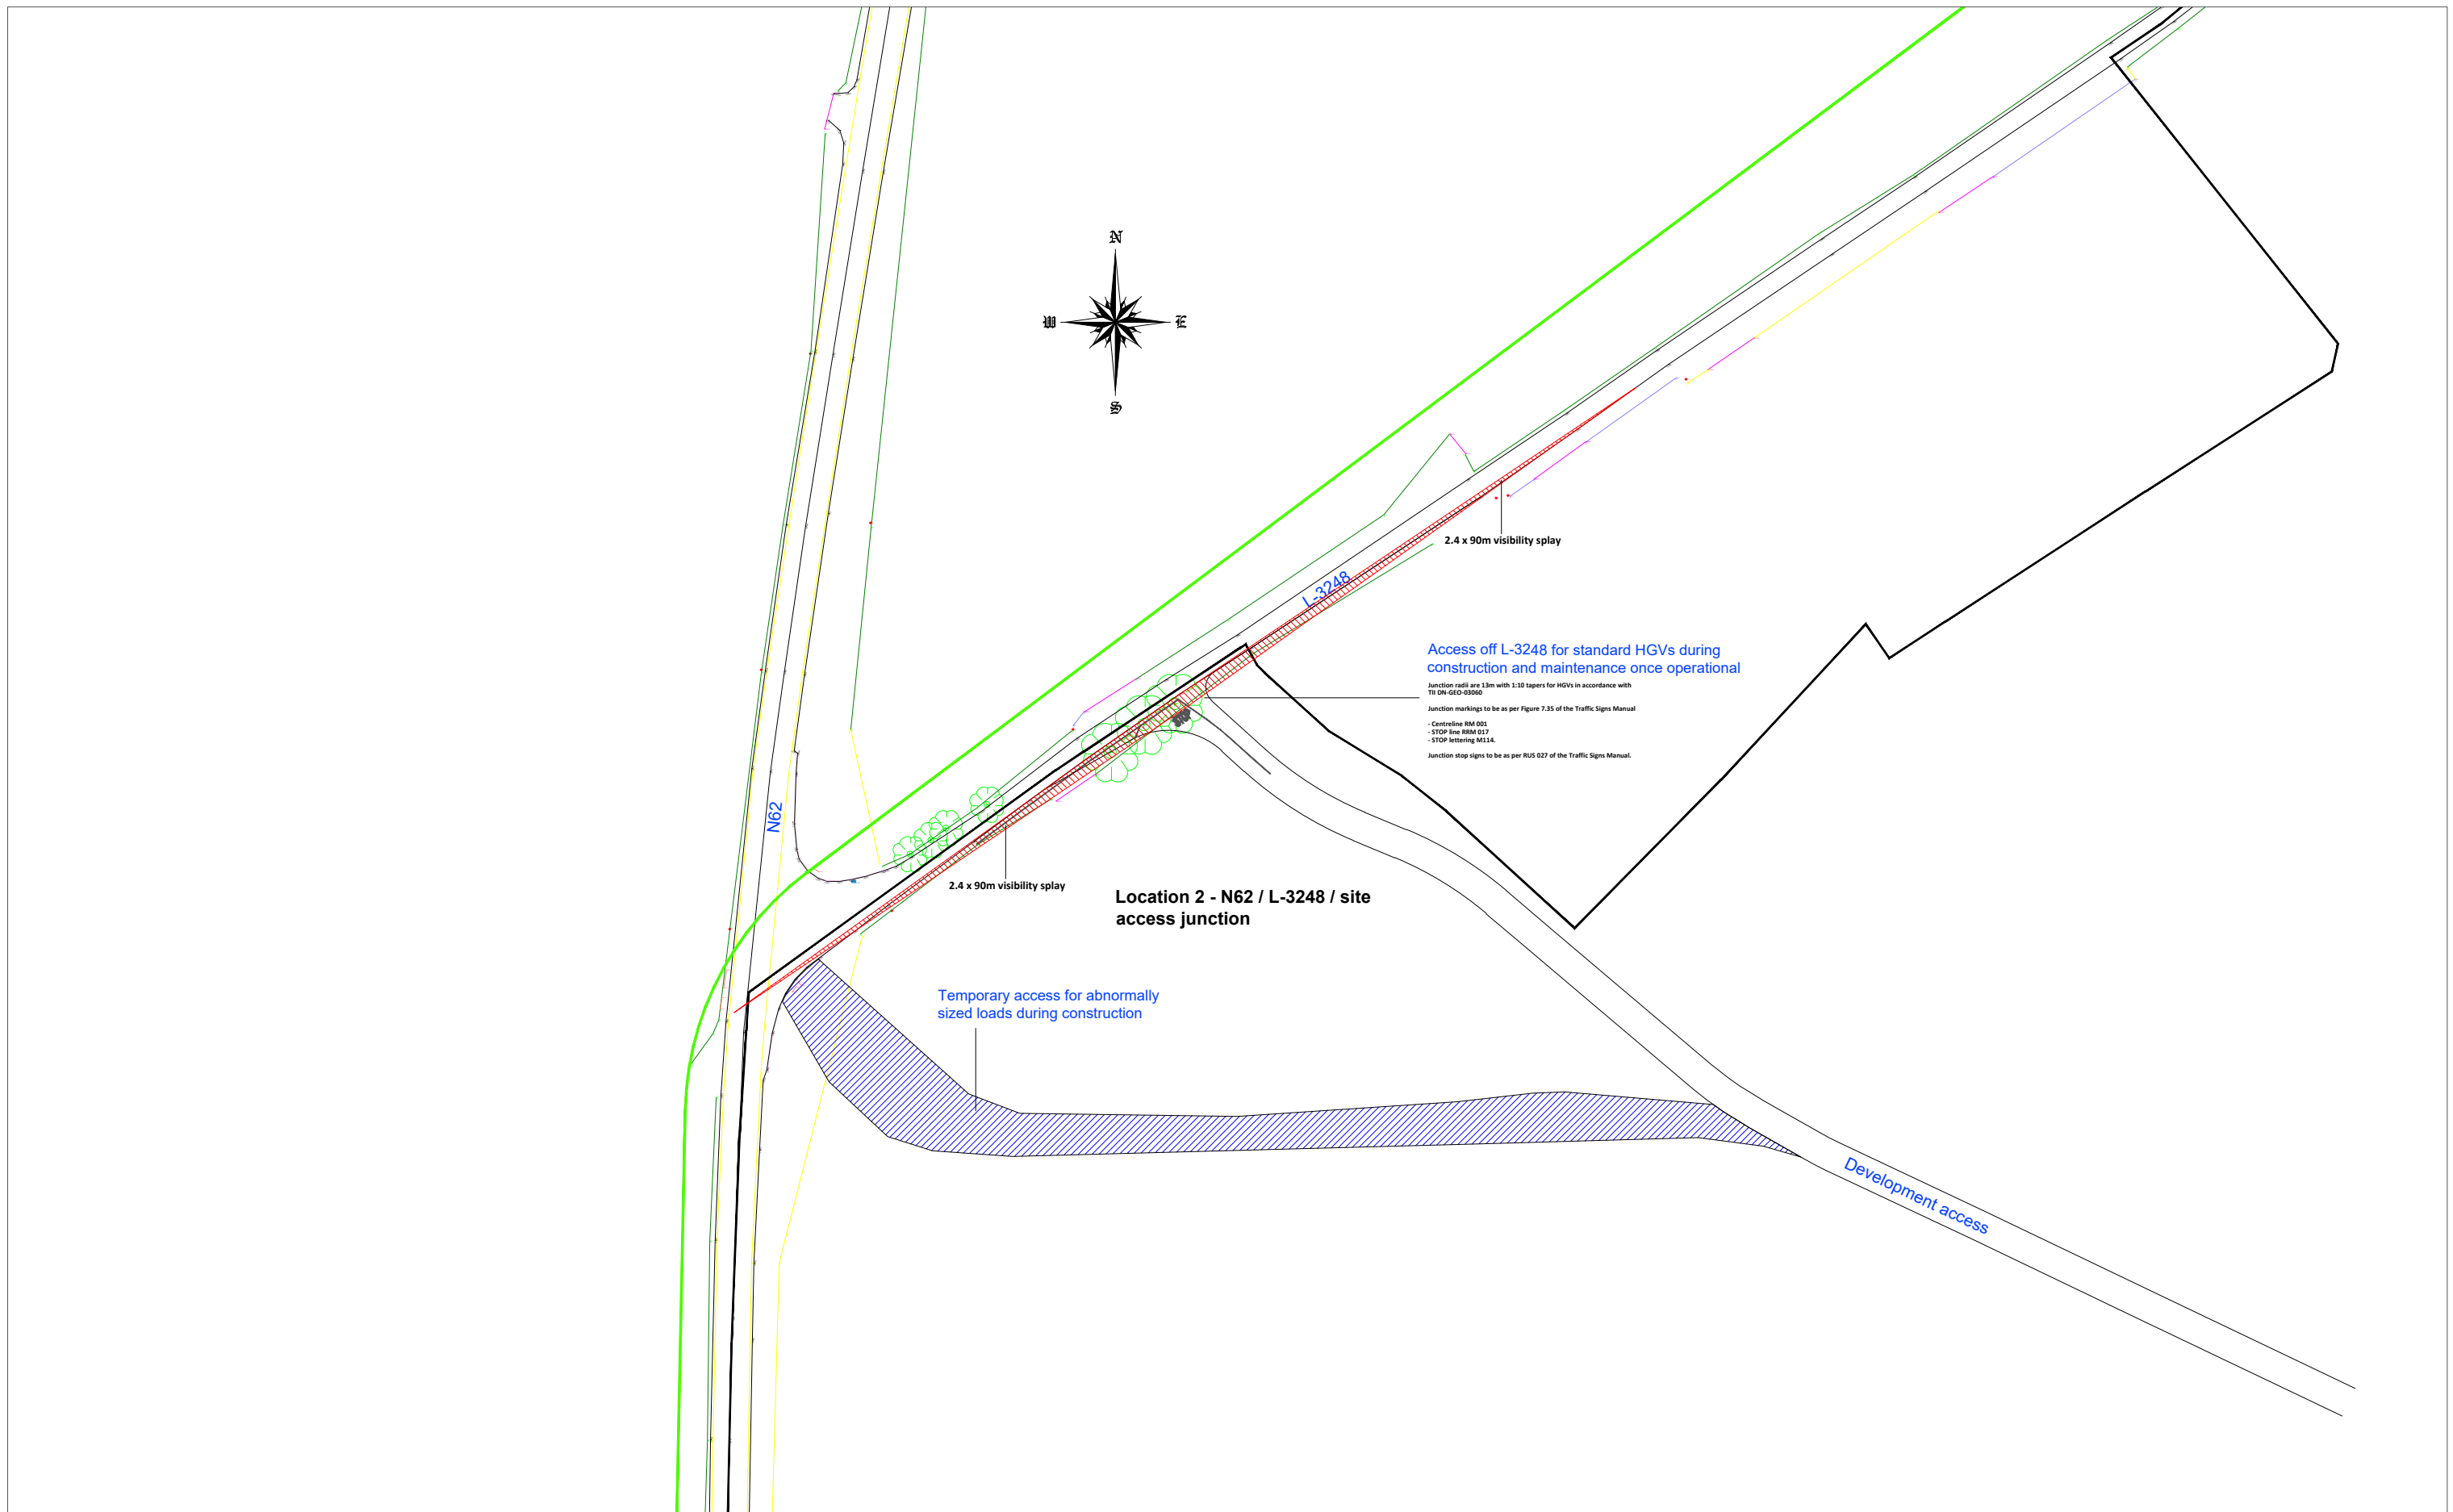 N
W
E
S
2.4 x 90m visibility splay
L-3248
Access off L-3248 for standard HGVs during
construction and maintenance once operational
Junction radii are 13m with 1:10 tapers for HGVs in accordance with
TII DN-GEO-03060
Junction markings to be as per Figure 7.35 of the Traffic Signs Manual
- Centreline RM 001
- STOP line RRM 017
- STOP lettering M114.
Junction stop signs to be as per RUS 027 of the Traffic Signs Manual.
STOP
N62
2.4 x 90m visibility splay
Location 2 - N62 / L-3248 / site
access junction
Temporary access for abnormally
sized loads during construction
Development access